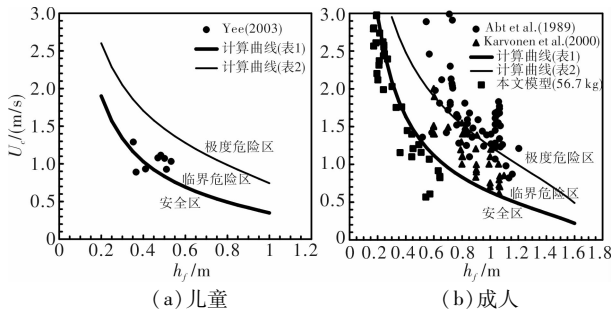 3.0
2.5
2.0
1.5
1.0
0.5
0.0
U_c/(m/s)
Yee(2003)
计算曲线(表1)
计算曲线(表2)
极度危险区
临界危险区
安全区
0 0.2 0.4 0.6 0.8 1 1.2
h_f/m
(a)儿童
3.0
2.5
2.0
1.5
1.0
0.5
0.0
Abt et al.(1989)
Karvonen et al.(2000)
计算曲线(表1)
计算曲线(表2)
本文模型(56.7 kg)
极度危险区
临界危险区
安全区
0 0.2 0.4 0.6 0.8 1 1.2 1.4 1.6 1.8
h_f/m
(b)成人